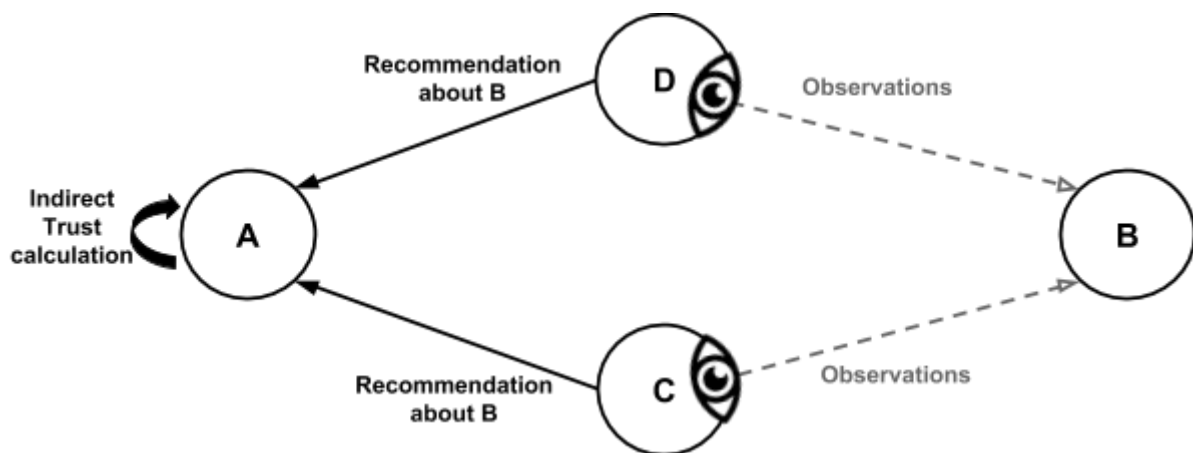 Recommendation
about B
D
Observations
Indirect
Trust
calculation
A
B
Recommendation
about B
C
Observations